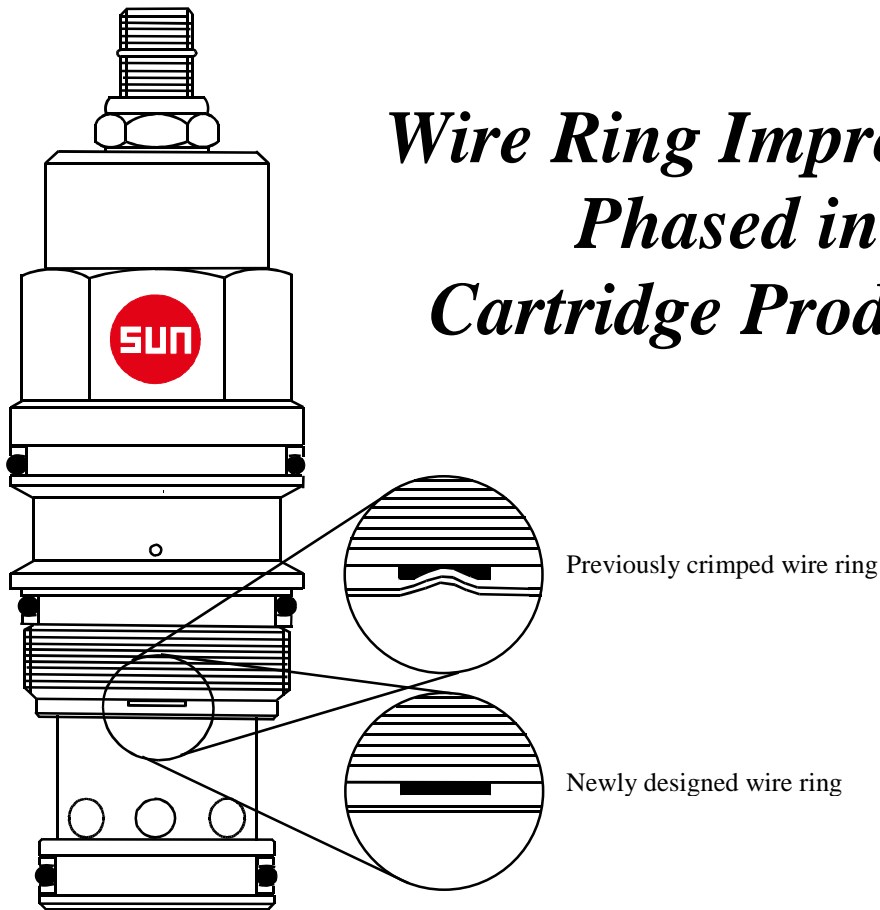 Wire Ring Impro
Phased in
Cartridge Prod
sun
Previously crimped wire ring
Newly designed wire ring